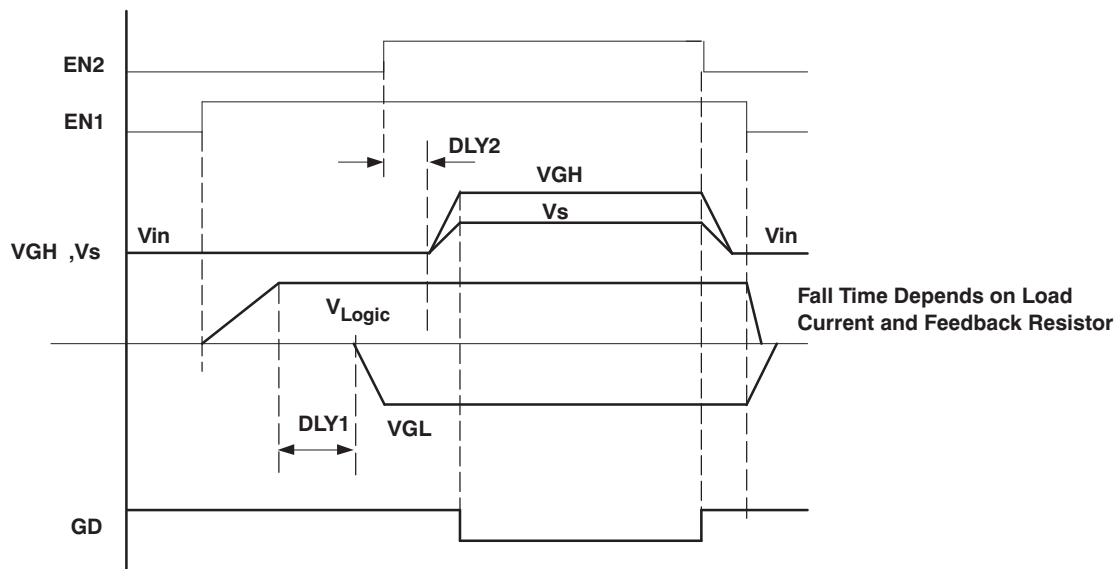 EN2
EN1
DLY2
VGH
Vs
Vin
Vin
VGH ,Vs
Fall Time Depends on Load
Current and Feedback Resistor
VLogic
DLY1
VGL
GD